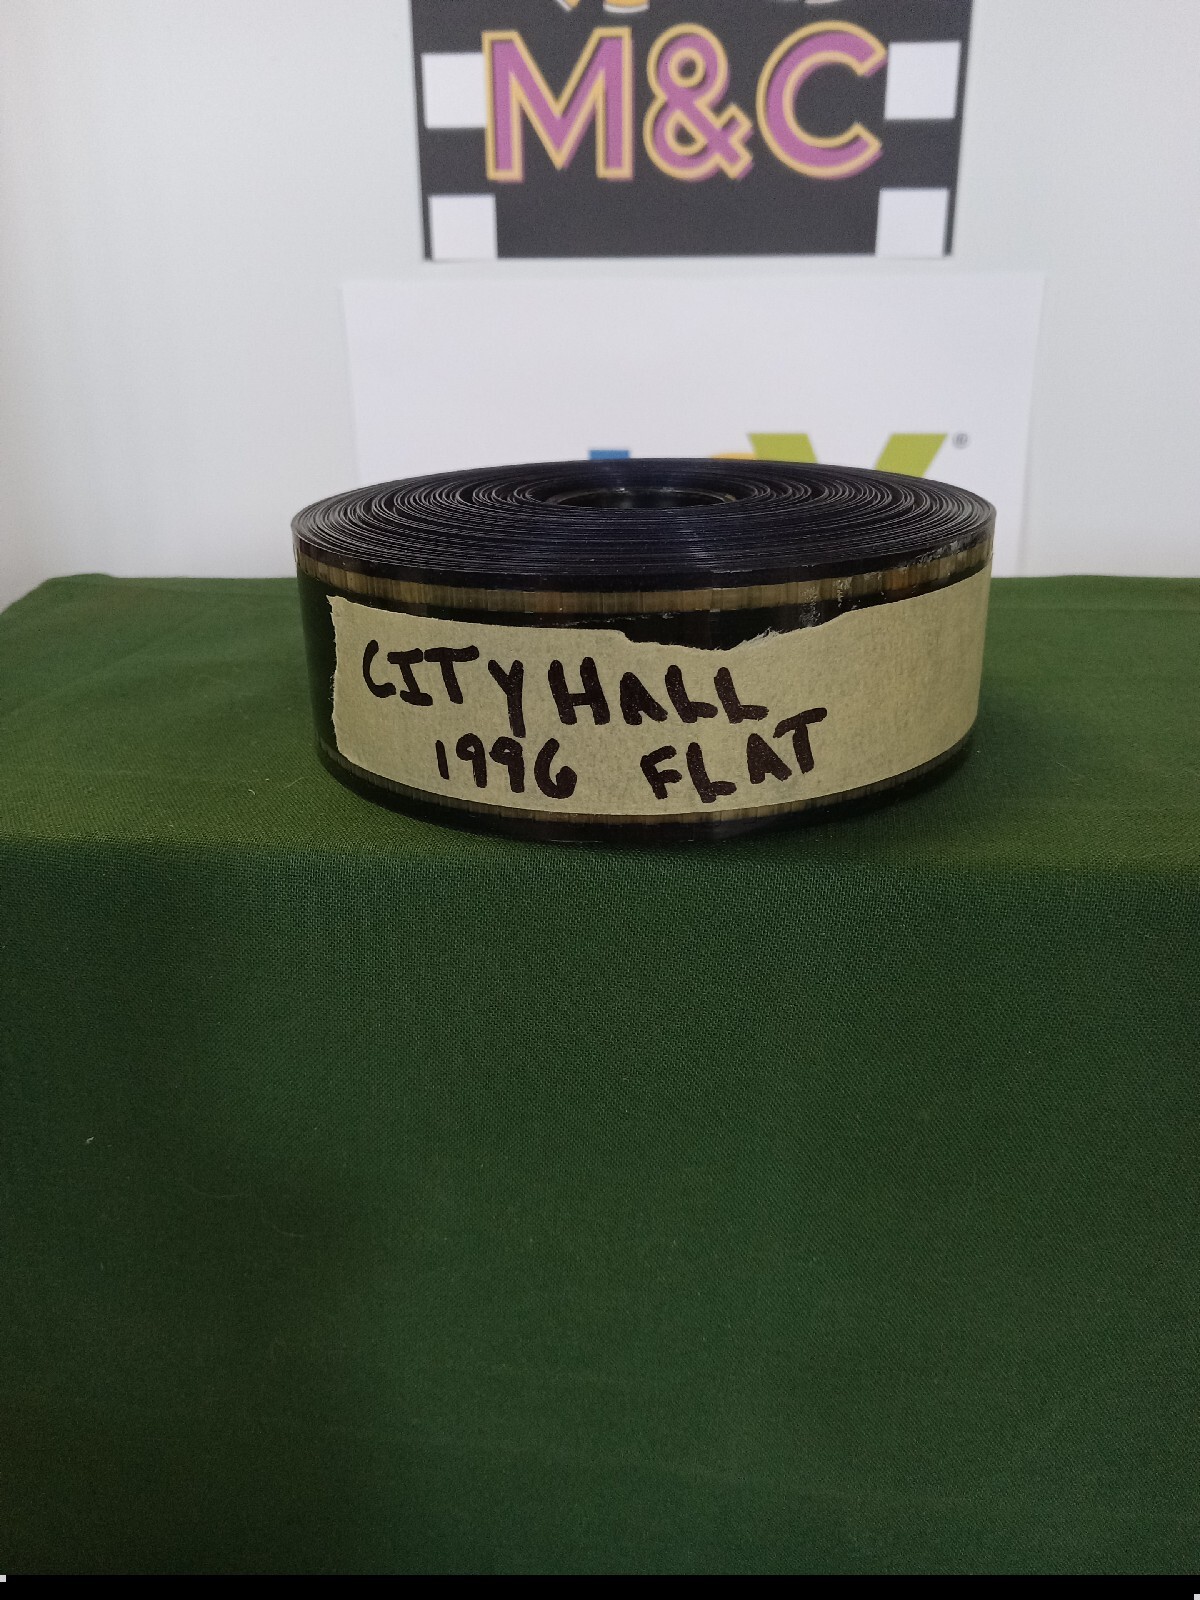 M&C
®
CITY HALL
1996 FLAT